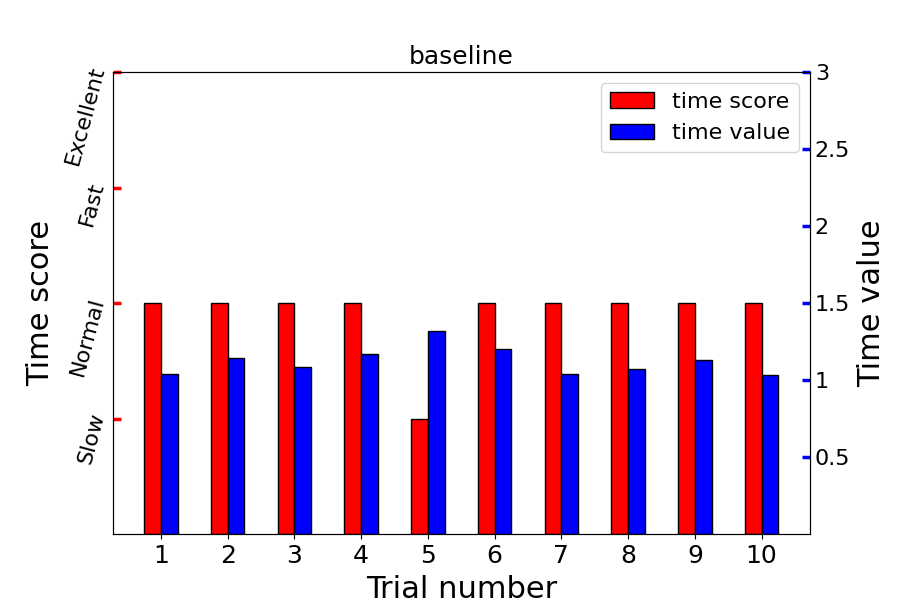 baseline
time score
time value
Time score
Excellent
Fast
Normal
Slow
3
2.5
2
1.5
1
0.5
Time value
1 2 3 4 5 6 7 8 9 10
Trial number